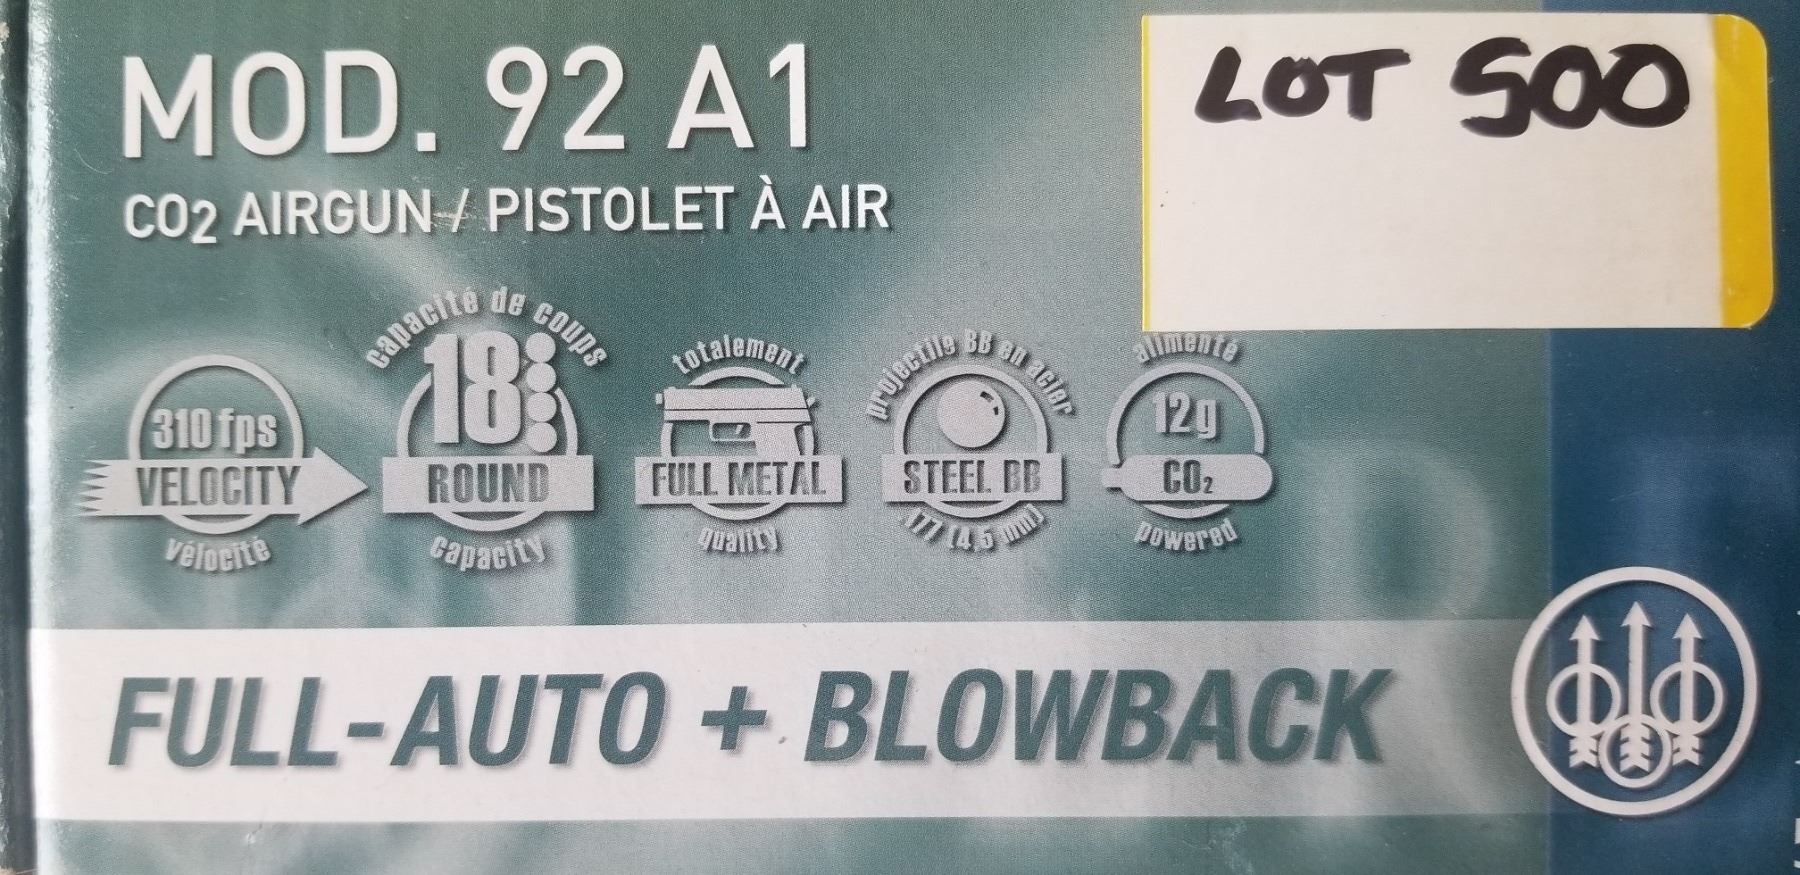 MOD. 92 A1
LOT 500
CO2 AIRGUN / PISTOLET À AIR
310 fps
VELOCITY
vélocité
capacité de coups
18
ROUND
capacity
totalement
FULL METAL
quality
projectile BB en acier
STEEL BB
.177 (4,5 mm)
alimenté
12g
CO2
powered
FULL-AUTO + BLOWBACK